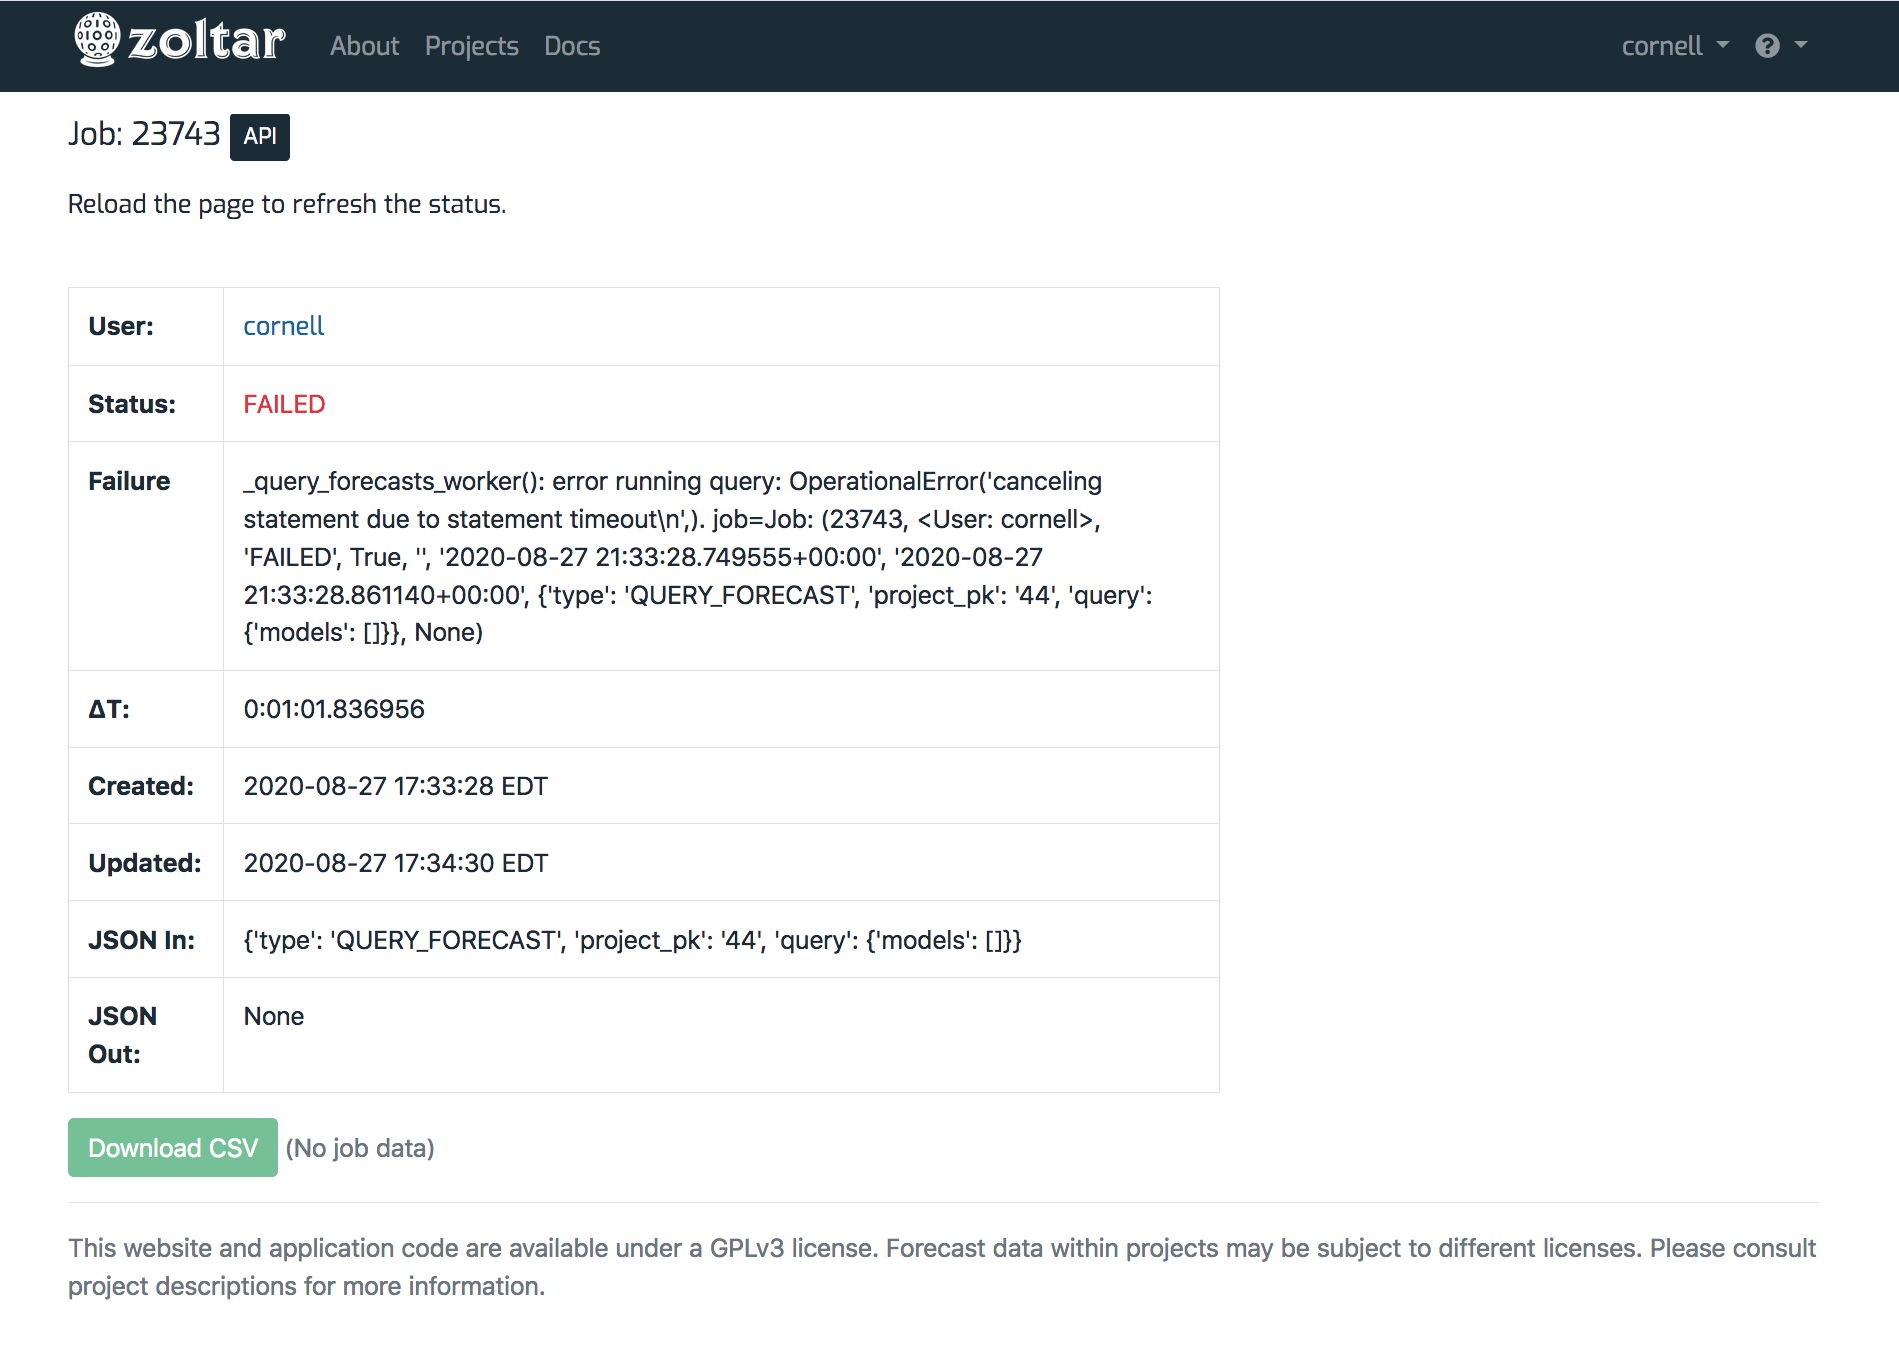 zoltar About Projects Docs cornell
Job: 23743 API
Reload the page to refresh the status.
User: cornell
Status: FAILED
Failure _query_forecasts_worker(): error running query: OperationalError('canceling
statement due to statement timeout\n',). job=Job: (23743, <User: cornell>,
'FAILED', True, '', '2020-08-27 21:33:28.749555+00:00', '2020-08-27
21:33:28.861140+00:00', {'type': 'QUERY_FORECAST', 'project_pk': '44', 'query':
{'models': []}}, None)
ΔT: 0:01:01.836956
Created: 2020-08-27 17:33:28 EDT
Updated: 2020-08-27 17:34:30 EDT
JSON In: {'type': 'QUERY_FORECAST', 'project_pk': '44', 'query': {'models': []}}
JSON None
Out:
Download CSV (No job data)
This website and application code are available under a GPLv3 license. Forecast data within projects may be subject to different licenses. Please consult
project descriptions for more information.